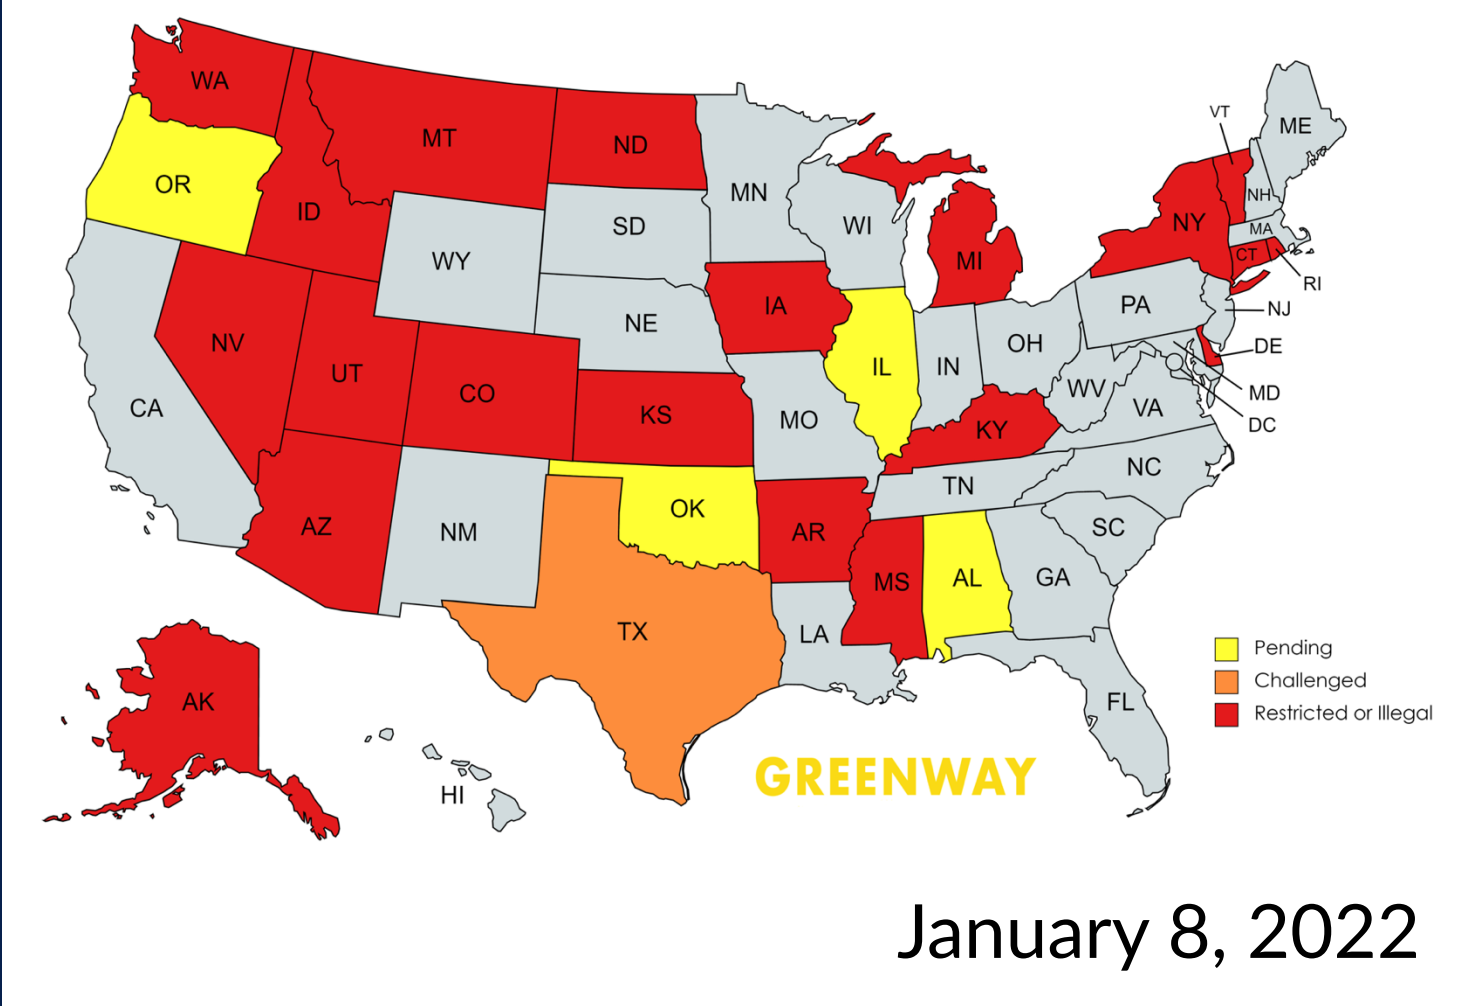 WA
MT
ND
OR
ID
MN
SD
WI
WY
MI
VT
ME
NH
NY
MA
CT
RI
IA
NE
PA
NJ
NV
UT
CO
IL
IN
OH
DE
MD
DC
WV
VA
CA
KS
MO
KY
NC
TN
AZ
NM
OK
AR
SC
MS
AL
GA
TX
LA
AK
HI
FL
Pending
Challenged
Restricted or Illegal
GREENWAY
January 8, 2022